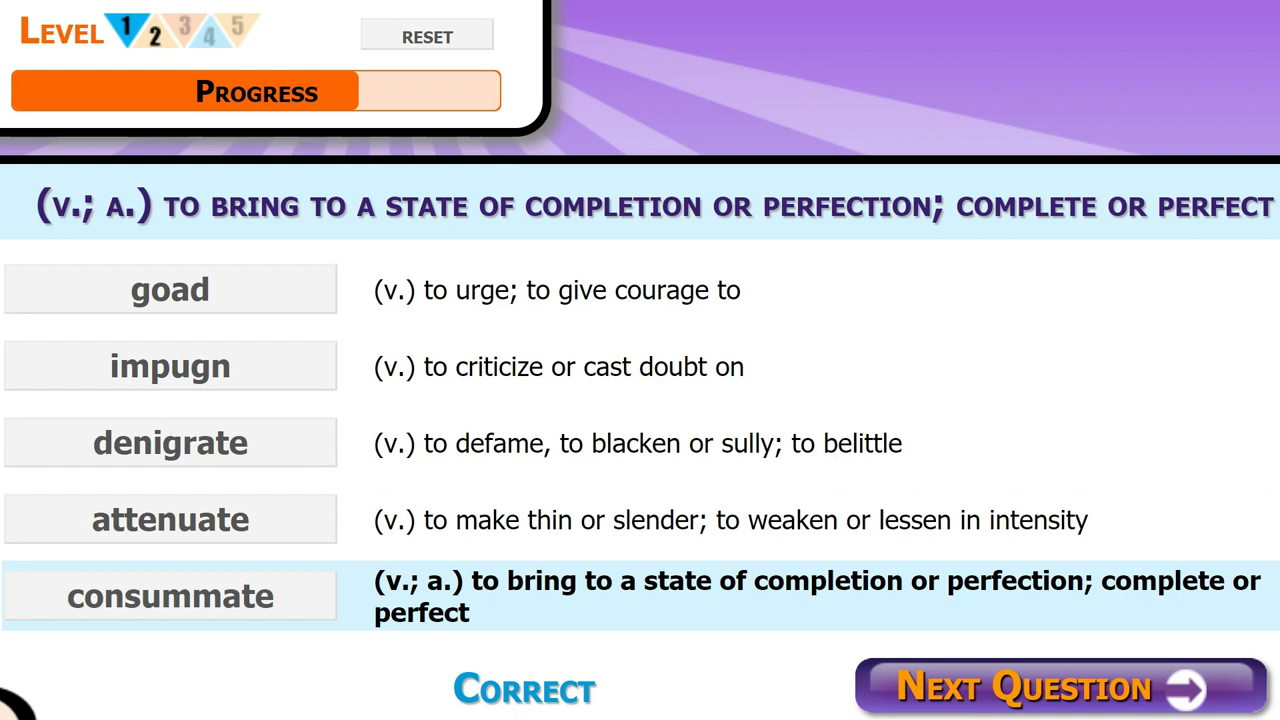 LEVEL 1 2 3 4 5
RESET
PROGRESS
(V.; A.) TO BRING TO A STATE OF COMPLETION OR PERFECTION; COMPLETE OR PERFECT
goad (v.) to urge; to give courage to
impugn (v.) to criticize or cast doubt on
denigrate (v.) to defame, to blacken or sully; to belittle
attenuate (v.) to make thin or slender; to weaken or lessen in intensity
consummate (v.; a.) to bring to a state of completion or perfection; complete or
perfect
CORRECT
NEXT QUESTION